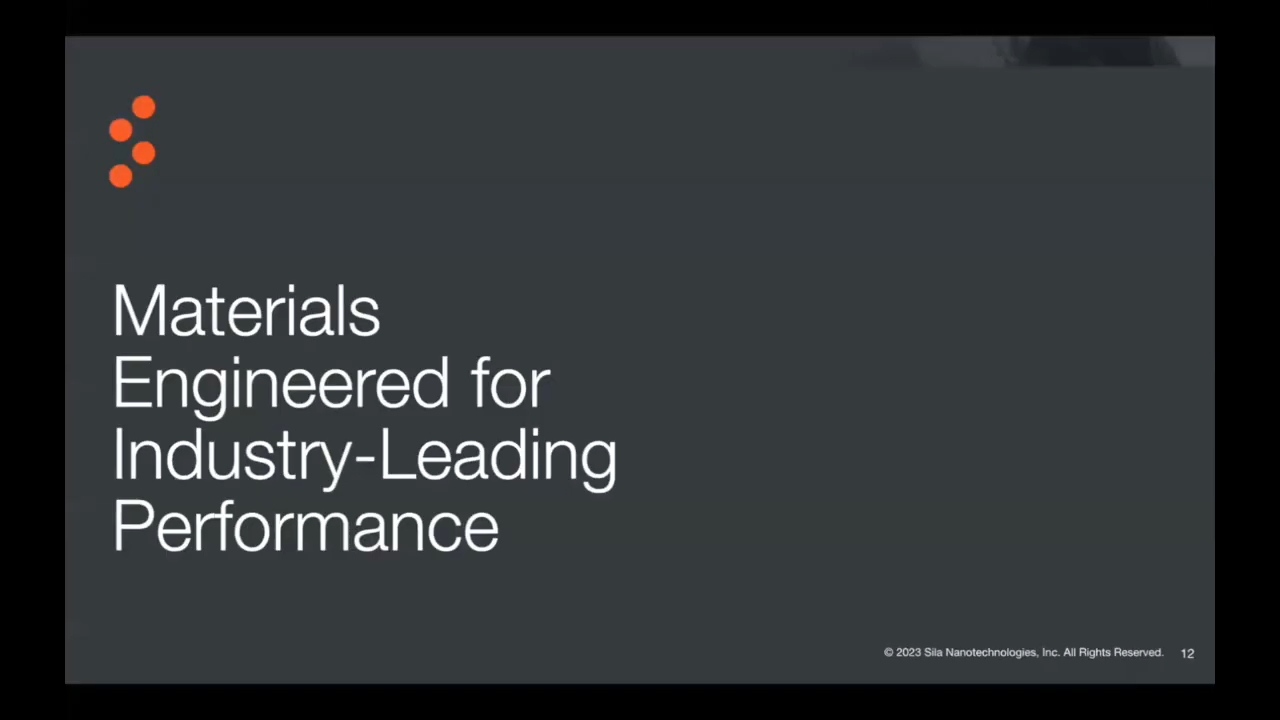 Materials
Engineered for
Industry-Leading
Performance
© 2023 Sila Nanotechnologies, Inc. All Rights Reserved. 12